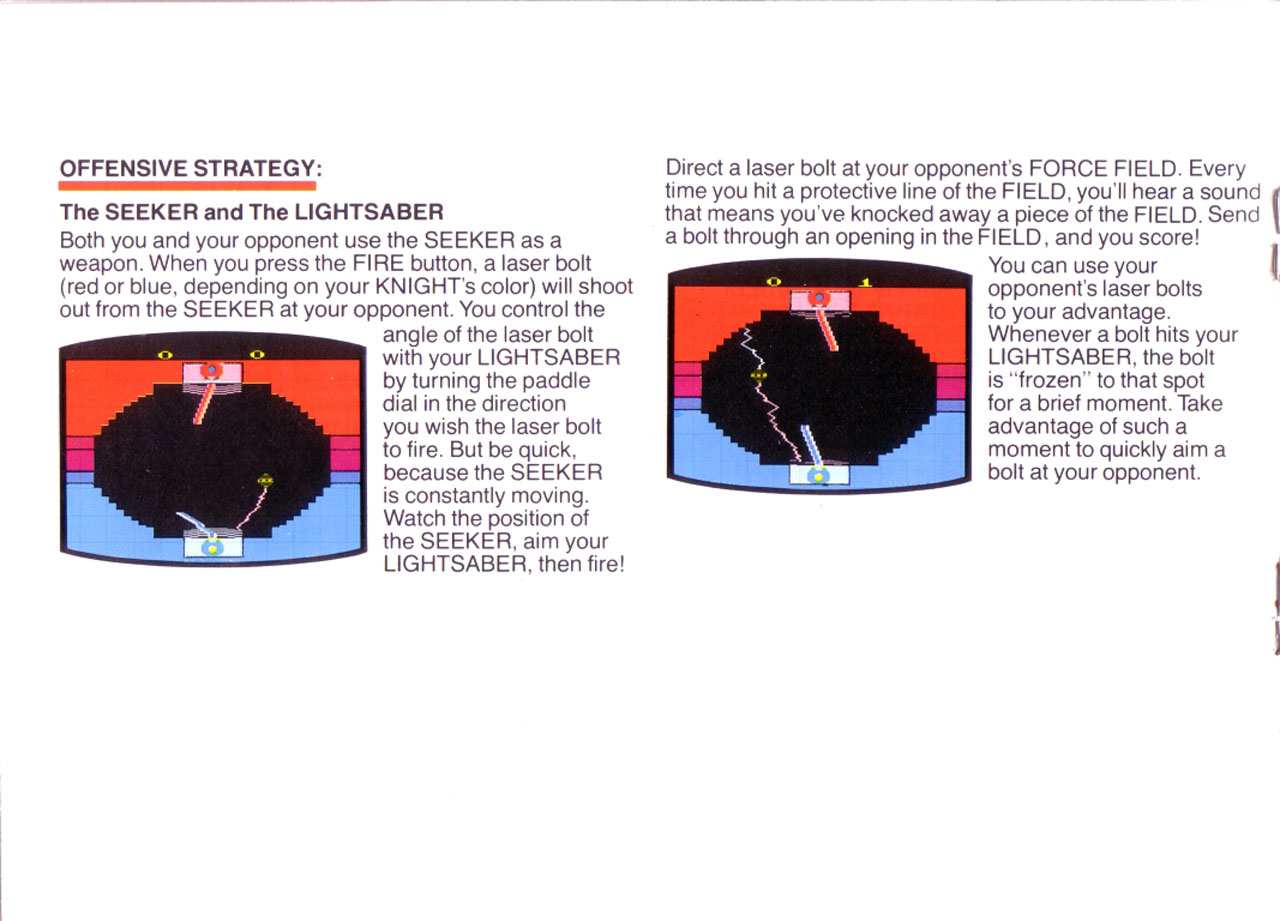 OFFENSIVE STRATEGY:
The SEEKER and The LIGHTSABER
Both you and your opponent use the SEEKER as a
weapon. When you press the FIRE button, a laser bolt
(red or blue, depending on your KNIGHT's color) will shoot
out from the SEEKER at your opponent. You control the
angle of the laser bolt
with your LIGHTSABER
by turning the paddle
dial in the direction
you wish the laser bolt
to fire. But be quick,
because the SEEKER
is constantly moving.
Watch the position of
the SEEKER, aim your
LIGHTSABER, then fire!
0 0
Direct a laser bolt at your opponent's FORCE FIELD. Every
time you hit a protective line of the FIELD, you'll hear a sound
that means you've knocked away a piece of the FIELD. Send
a bolt through an opening in the FIELD, and you score!
0 1
You can use your
opponent's laser bolts
to your advantage.
Whenever a bolt hits your
LIGHTSABER, the bolt
is "frozen" to that spot
for a brief moment. Take
advantage of such a
moment to quickly aim a
bolt at your opponent.